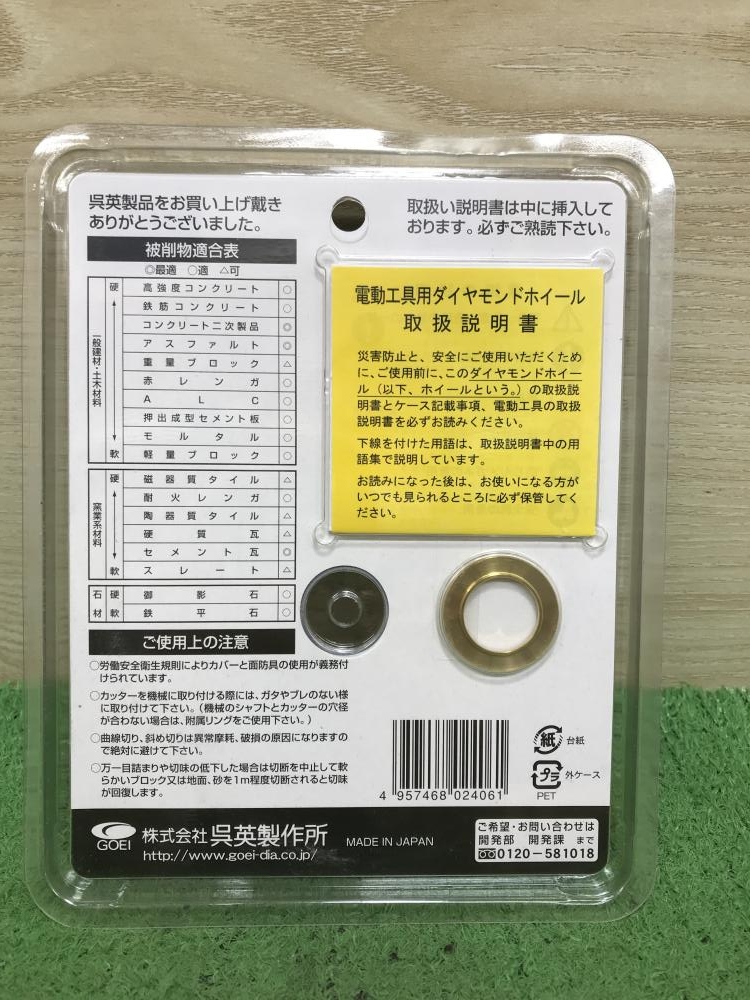 呉英製品をお買い上げ戴き
ありがとうございました。
取扱い説明書は中に挿入して
おります。必ずご熟読下さい。
被削物適合表
◎最適 ○適 △可
一般建材・土木材料
硬
軟
高強度コンクリート ○
鉄筋コンクリート ○
コンクリート二次製品 ◎
アスファルト ◎
重量ブロック △
赤レンガ ○
ALC ○
押出成型セメント板 ○
モルタル ○
軽量ブロック ○
窯業系材料
硬
軟
磁器質タイル △
耐火レンガ ○
陶器質タイル △
硬質瓦 △
セメント瓦 ◎
スレート △
石材
硬 御影石 ○
軟 鉄平石 ○
電動工具用ダイヤモンドホイール
取扱説明書
災害防止と、安全にご使用いただくため
に、ご使用前に、このダイヤモンドホイー
ル（以下、ホイールという。）の取扱説
明書とケース記載事項、電動工具の取扱
説明書を必ずお読みください。
下線を付けた用語は、取扱説明書中の用
語集で説明しています。
お読みになった後は、お使いになる方が
いつでも見られるところに必ず保管してく
ださい。
ご使用上の注意
○労働安全衛生規則によりカバーと面防具の使用が義務付
けられています。
○カッターを機械に取り付ける際には、ガタやブレのない様
に取り付けて下さい。（機械のシャフトとカッターの穴径
が合わない場合は、附属リングをご使用下さい。）
○曲線切り、斜め切りは異常摩耗、破損の原因になりますの
で絶対に避けて下さい。
○万一目詰まりや切味の低下した場合は切断を中止して軟
らかいブロック又は地面、砂を1m程度切断されると切味
が回復します。
4 957468 024061
紙 台紙
プラ 外ケース
PET
GOEI 株式会社 呉英製作所 MADE IN JAPAN
http://www.goei-dia.co.jp/
ご希望・お問い合わせは
開発部 開発課 まで
0120-581018